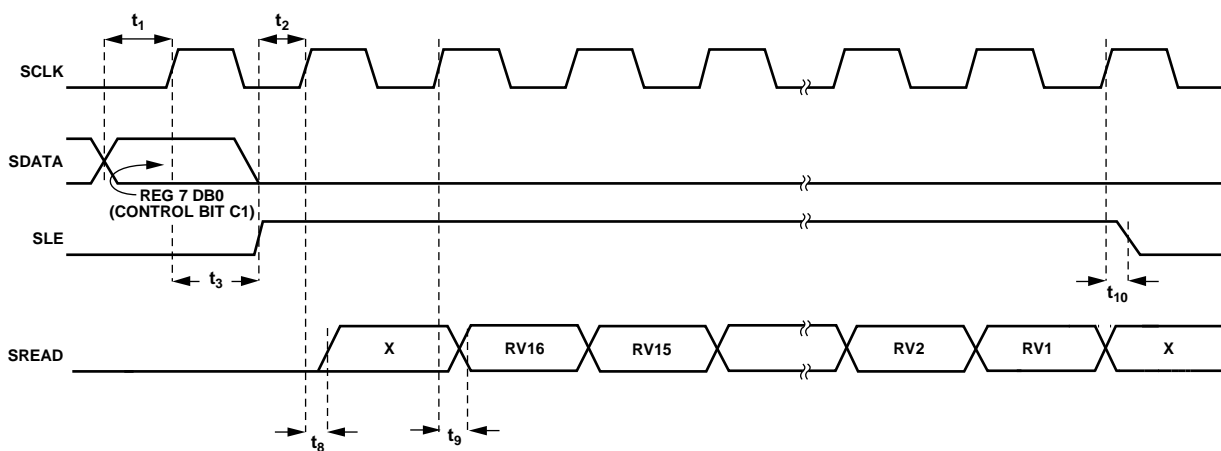 t1
t2
SCLK
SDATA
REG 7 DB0
(CONTROL BIT C1)
SLE
t3
t10
SREAD
X
RV16
RV15
RV2
RV1
X
t8
t9